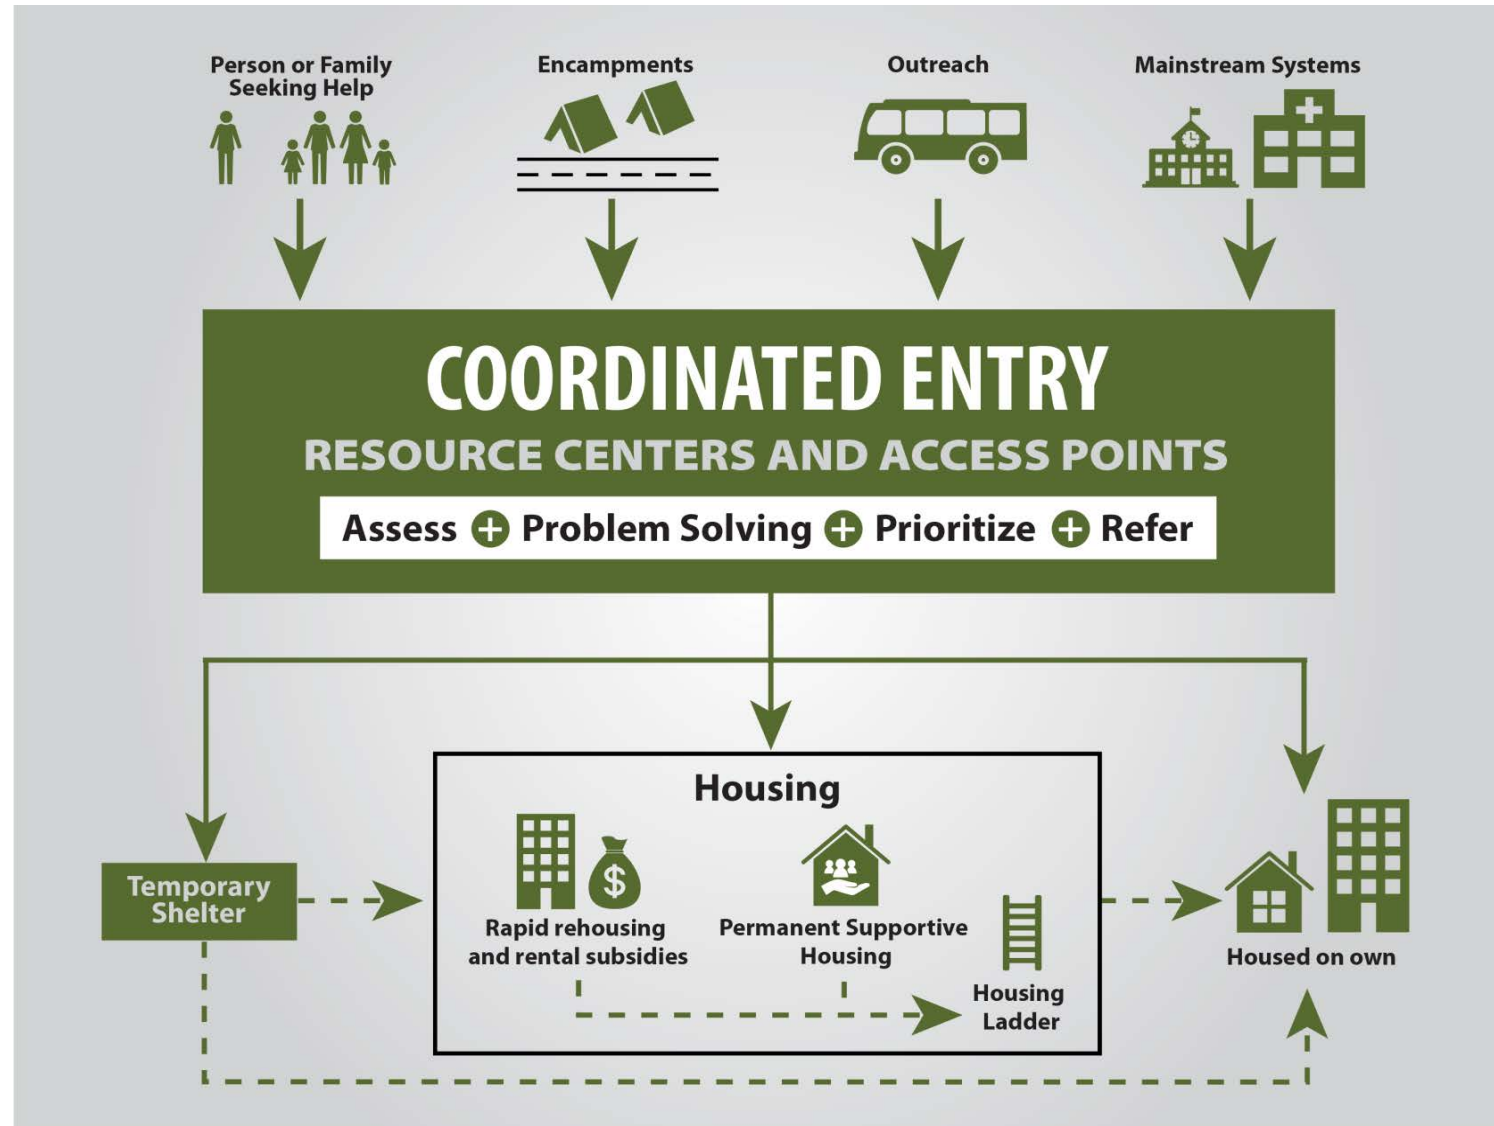 Person or Family
Seeking Help
Encampments
Outreach
Mainstream Systems
COORDINATED ENTRY
RESOURCE CENTERS AND ACCESS POINTS
Assess + Problem Solving + Prioritize + Refer
Housing
$
Temporary
Shelter
Rapid rehousing
and rental subsidies
Permanent Supportive
Housing
Housing
Ladder
Housed on own